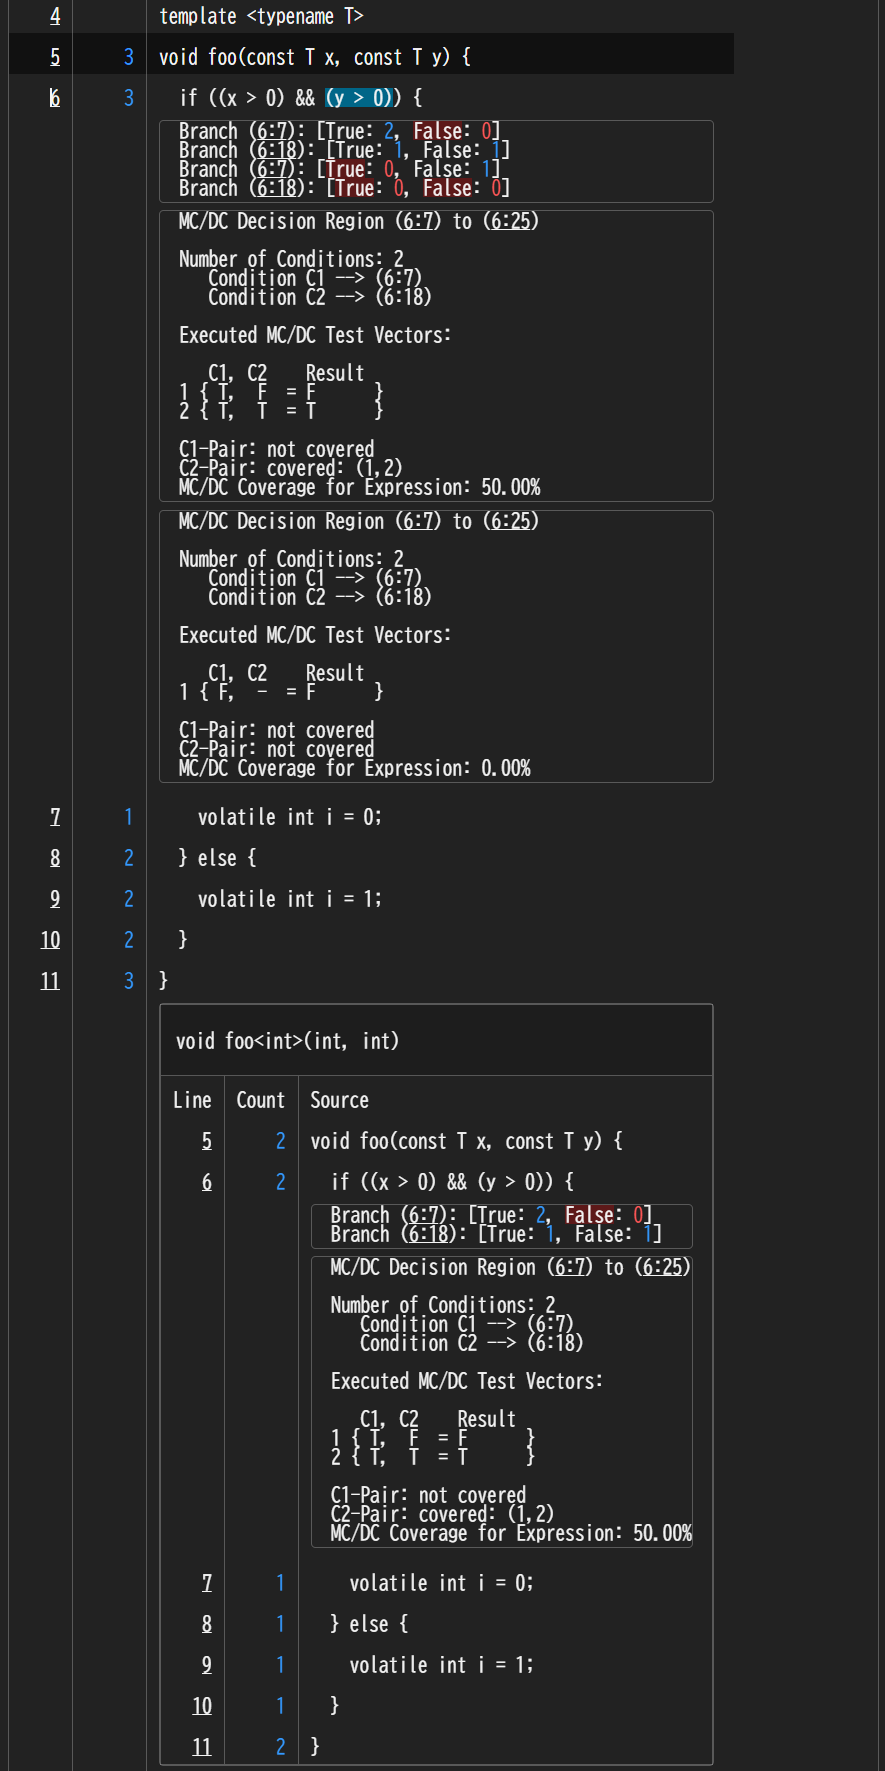 4 template <typename T>
5 3 void foo(const T x, const T y) {
6 3 if ((x > 0) && (y > 0)) {
Branch (6:7): [True: 2, False: 0]
Branch (6:18): [True: 1, False: 1]
Branch (6:7): [True: 0, False: 1]
Branch (6:18): [True: 0, False: 0]
MC/DC Decision Region (6:7) to (6:25)
Number of Conditions: 2
Condition C1 --> (6:7)
Condition C2 --> (6:18)
Executed MC/DC Test Vectors:
C1, C2 Result
1 { T, F = F }
2 { T, T = T }
C1-Pair: not covered
C2-Pair: covered: (1,2)
MC/DC Coverage for Expression: 50.00%
MC/DC Decision Region (6:7) to (6:25)
Number of Conditions: 2
Condition C1 --> (6:7)
Condition C2 --> (6:18)
Executed MC/DC Test Vectors:
C1, C2 Result
1 { F, - = F }
C1-Pair: not covered
C2-Pair: not covered
MC/DC Coverage for Expression: 0.00%
7 1 volatile int i = 0;
8 2 } else {
9 2 volatile int i = 1;
10 2 }
11 3 }
void foo<int>(int, int)
Line Count Source
5 2 void foo(const T x, const T y) {
6 2 if ((x > 0) && (y > 0)) {
Branch (6:7): [True: 2, False: 0]
Branch (6:18): [True: 1, False: 1]
MC/DC Decision Region (6:7) to (6:25)
Number of Conditions: 2
Condition C1 --> (6:7)
Condition C2 --> (6:18)
Executed MC/DC Test Vectors:
C1, C2 Result
1 { T, F = F }
2 { T, T = T }
C1-Pair: not covered
C2-Pair: covered: (1,2)
MC/DC Coverage for Expression: 50.00%
7 1 volatile int i = 0;
8 1 } else {
9 1 volatile int i = 1;
10 1 }
11 2 }